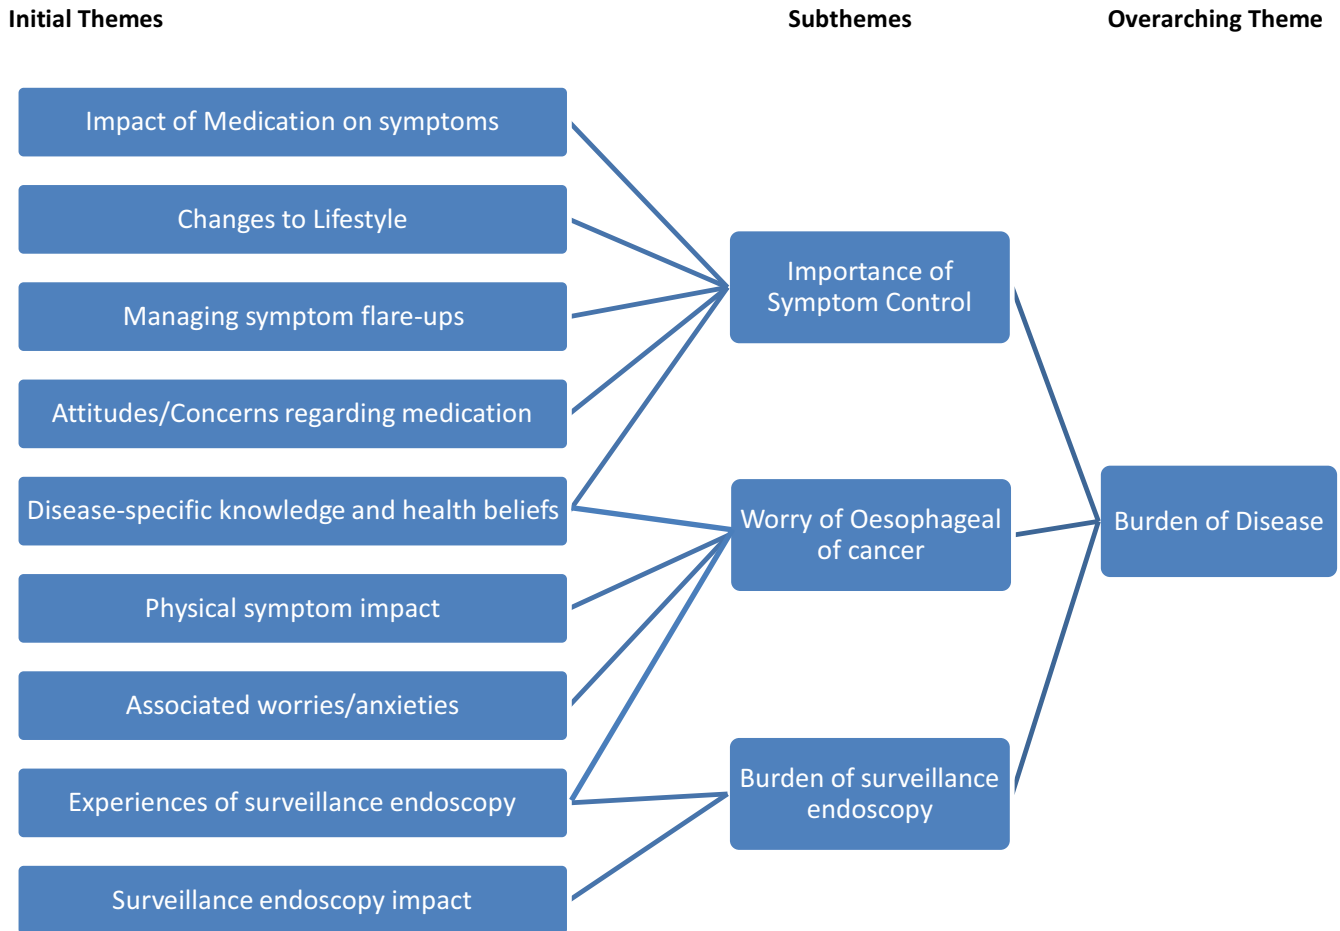 Initial Themes
Subthemes
Overarching Theme
Impact of Medication on symptoms
Changes to Lifestyle
Managing symptom flare-ups
Attitudes/Concerns regarding medication
Disease-specific knowledge and health beliefs
Physical symptom impact
Associated worries/anxieties
Experiences of surveillance endoscopy
Surveillance endoscopy impact
Importance of
Symptom Control
Worry of Oesophageal
of cancer
Burden of surveillance
endoscopy
Burden of Disease